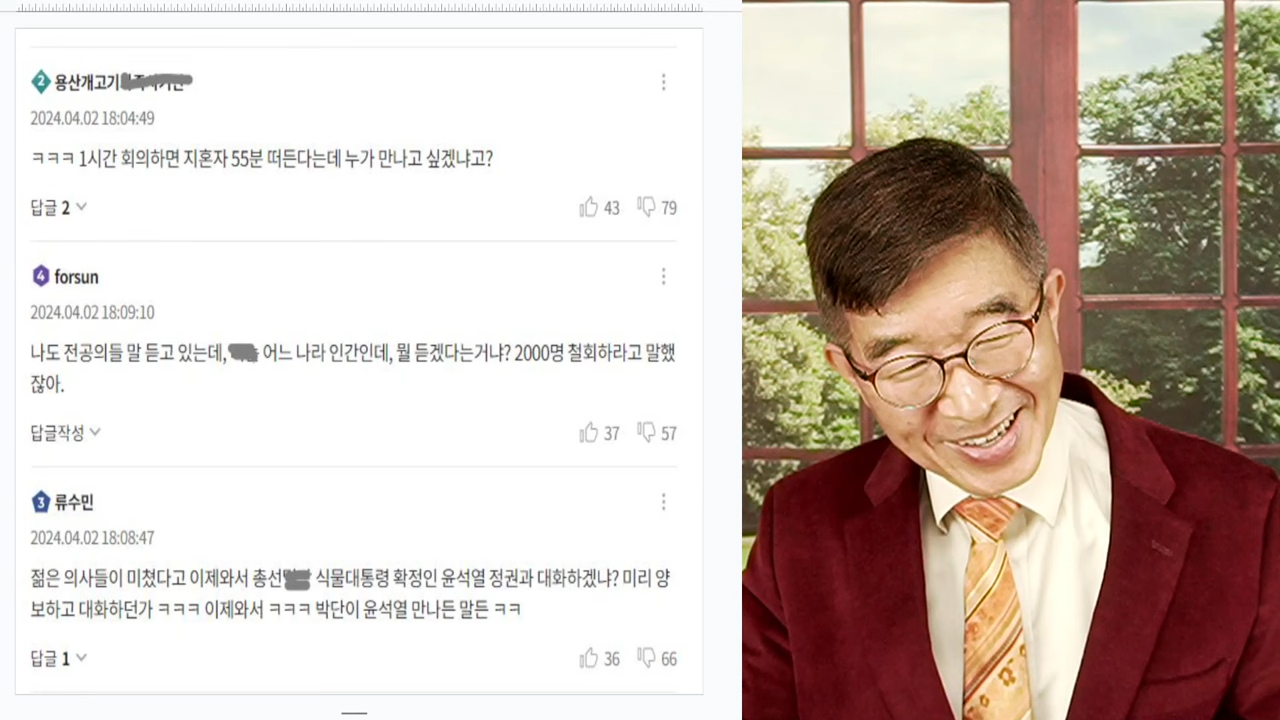 2 용산개고기
2024.04.02 18:04:49
ㅋㅋㅋ 1시간 회의하면 지혼자 55분 떠든다는데 누가 만나고 싶겠냐고?
답글 2
43 79
4 forsun
2024.04.02 18:09:10
나도 전공의들 말 듣고 있는데, 어느 나라 인간인데, 뭘 듣겠다는거냐? 2000명 철회하라고 말했
잖아.
답글작성
37 57
3 류수민
2024.04.02 18:08:47
젊은 의사들이 미쳤다고 이제와서 총선 식물대통령 확정인 윤석열 정권과 대화하겠냐? 미리 양
보하고 대화하던가 ㅋㅋㅋ 이제와서 ㅋㅋㅋ 박단이 윤석열 만나든 말든 ㅋㅋ
답글 1
36 66